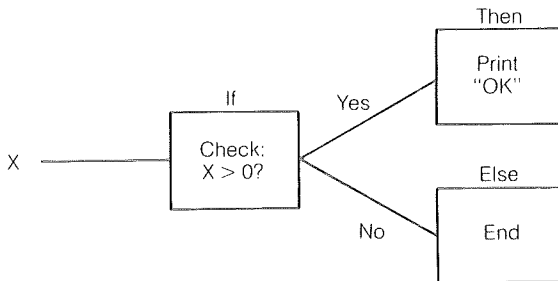 Then
Print
"OK"
If
Yes
Check:
X > 0?
X
Else
No
End